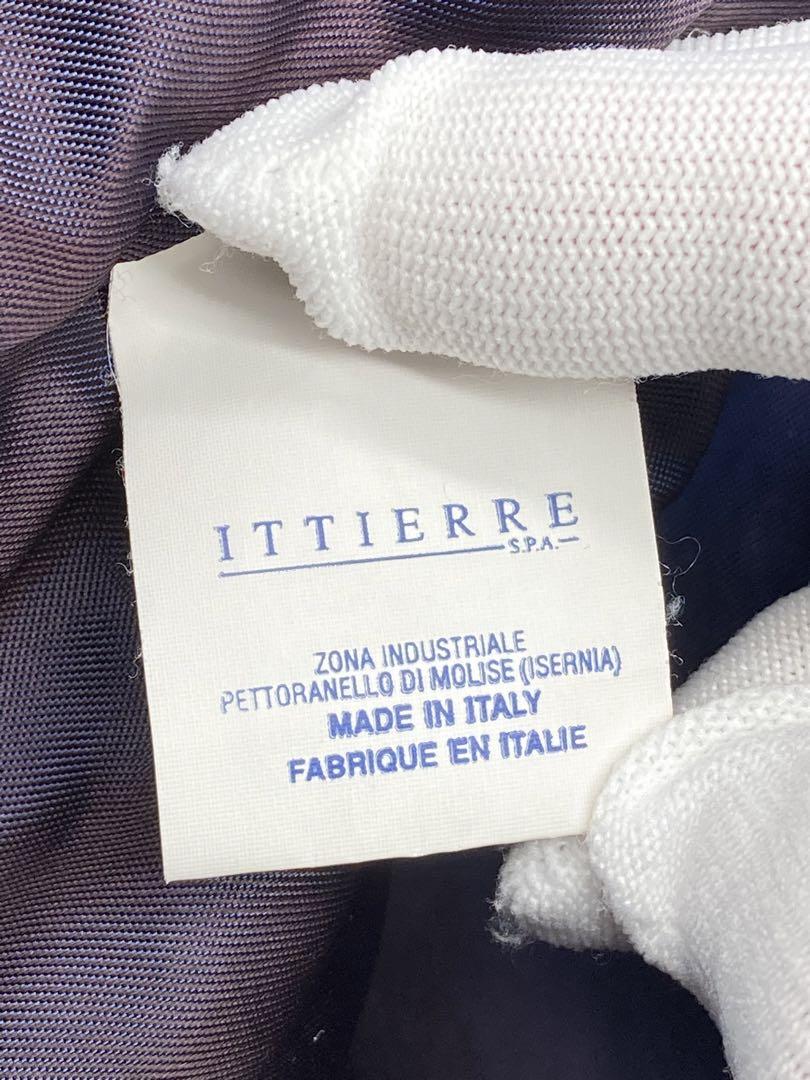 ITTIERRE
S.P.A.
ZONA INDUSTRIALE
PETTORANELLO DI MOLISE (ISERNIA)
MADE IN ITALY
FABRIQUE EN ITALIE